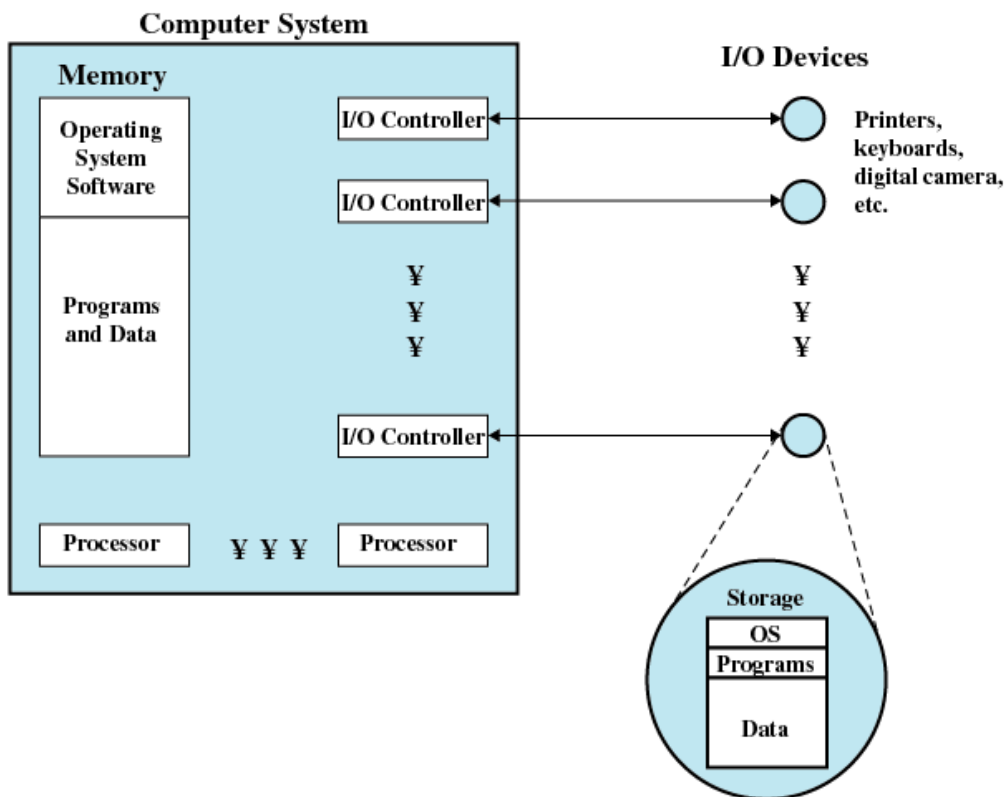 Computer System
I/O Devices
Memory
Operating
System
Software
Programs
and Data
I/O Controller
I/O Controller
¥
¥
¥
I/O Controller
Processor
¥ ¥ ¥
Processor
Printers,
keyboards,
digital camera,
etc.
¥
¥
¥
Storage
OS
Programs
Data